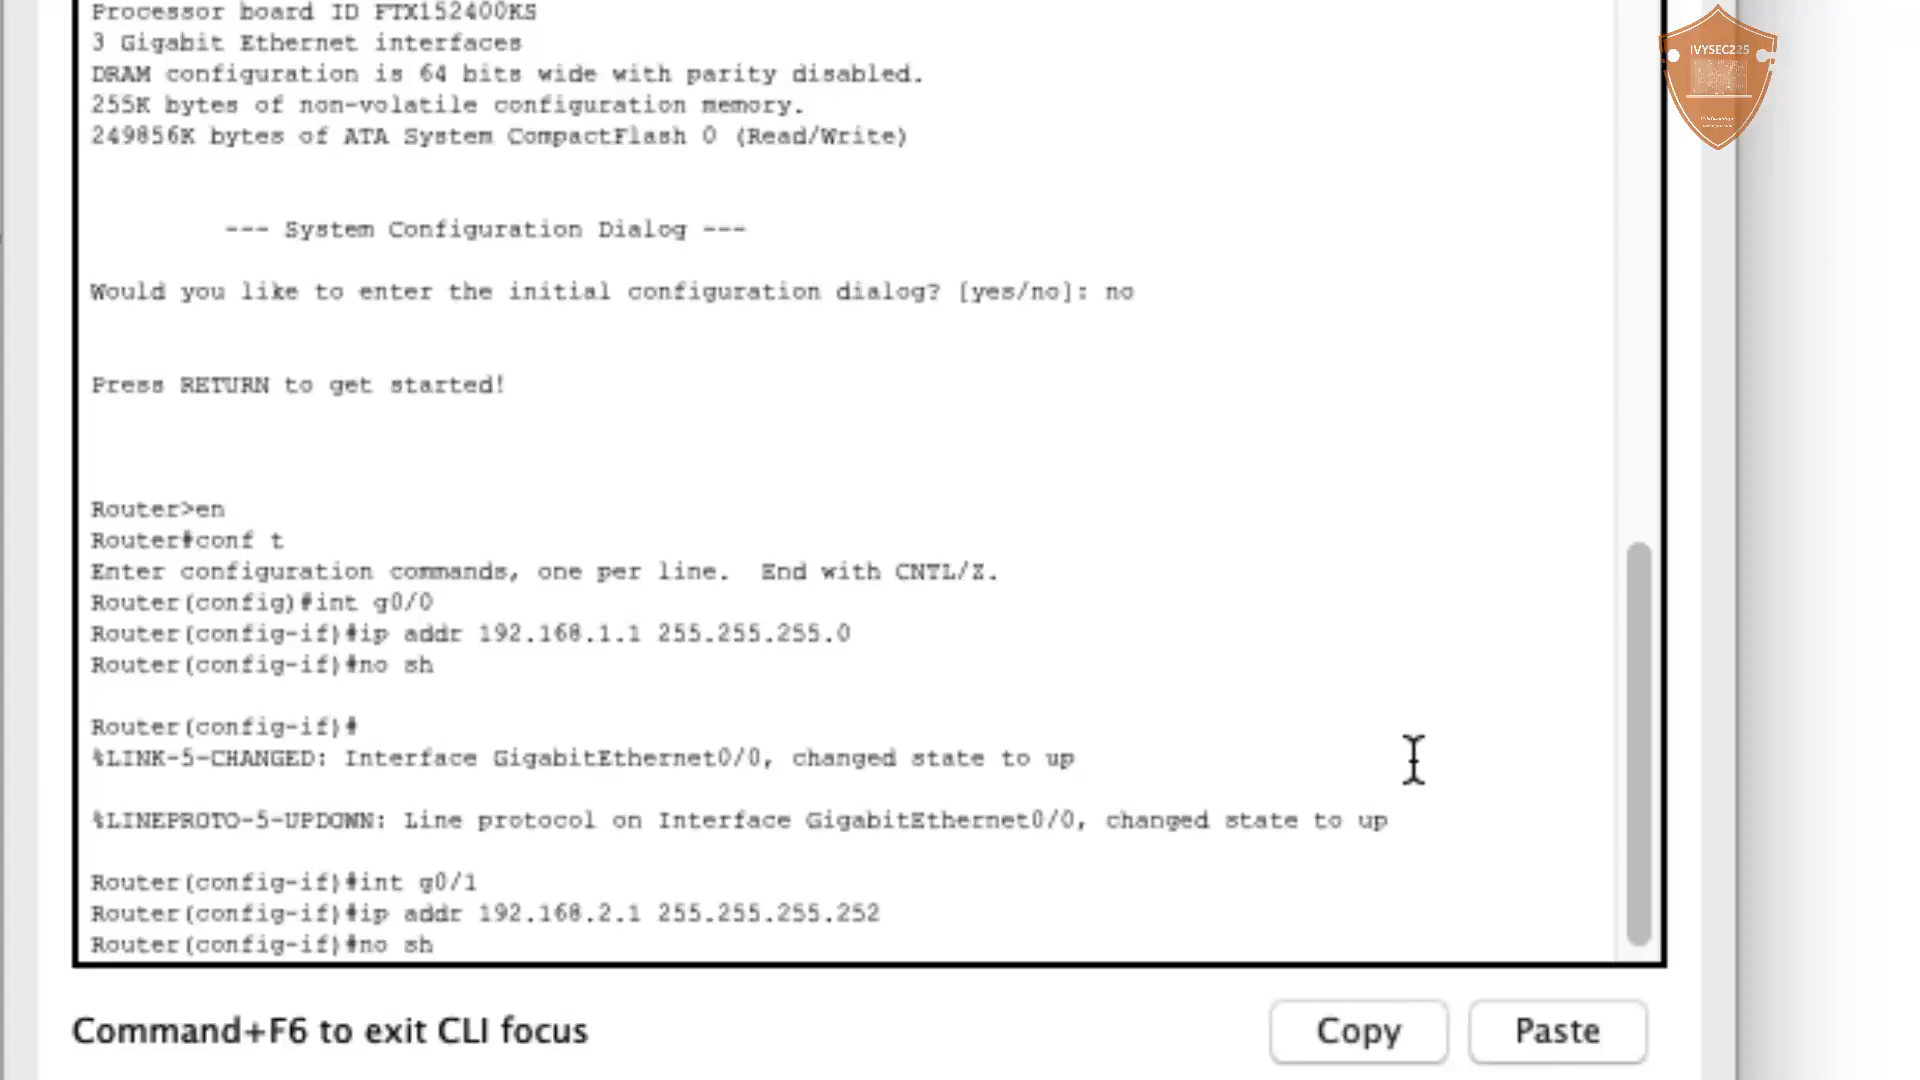 Processor board ID FTX152400KS
3 Gigabit Ethernet interfaces
DRAM configuration is 64 bits wide with parity disabled.
255K bytes of non-volatile configuration memory.
249856K bytes of ATA System CompactFlash 0 (Read/Write)
--- System Configuration Dialog ---
Would you like to enter the initial configuration dialog? [yes/no]: no
Press RETURN to get started!
Router>en
Router#conf t
Enter configuration commands, one per line.  End with CNTL/Z.
Router(config)#int g0/0
Router(config-if)#ip addr 192.168.1.1 255.255.255.0
Router(config-if)#no sh
Router(config-if)#
%LINK-5-CHANGED: Interface GigabitEthernet0/0, changed state to up
%LINEPROTO-5-UPDOWN: Line protocol on Interface GigabitEthernet0/0, changed state to up
Router(config-if)#int g0/1
Router(config-if)#ip addr 192.168.2.1 255.255.255.252
Router(config-if)#no sh
Command+F6 to exit CLI focus
Copy
Paste
IVYSEC225